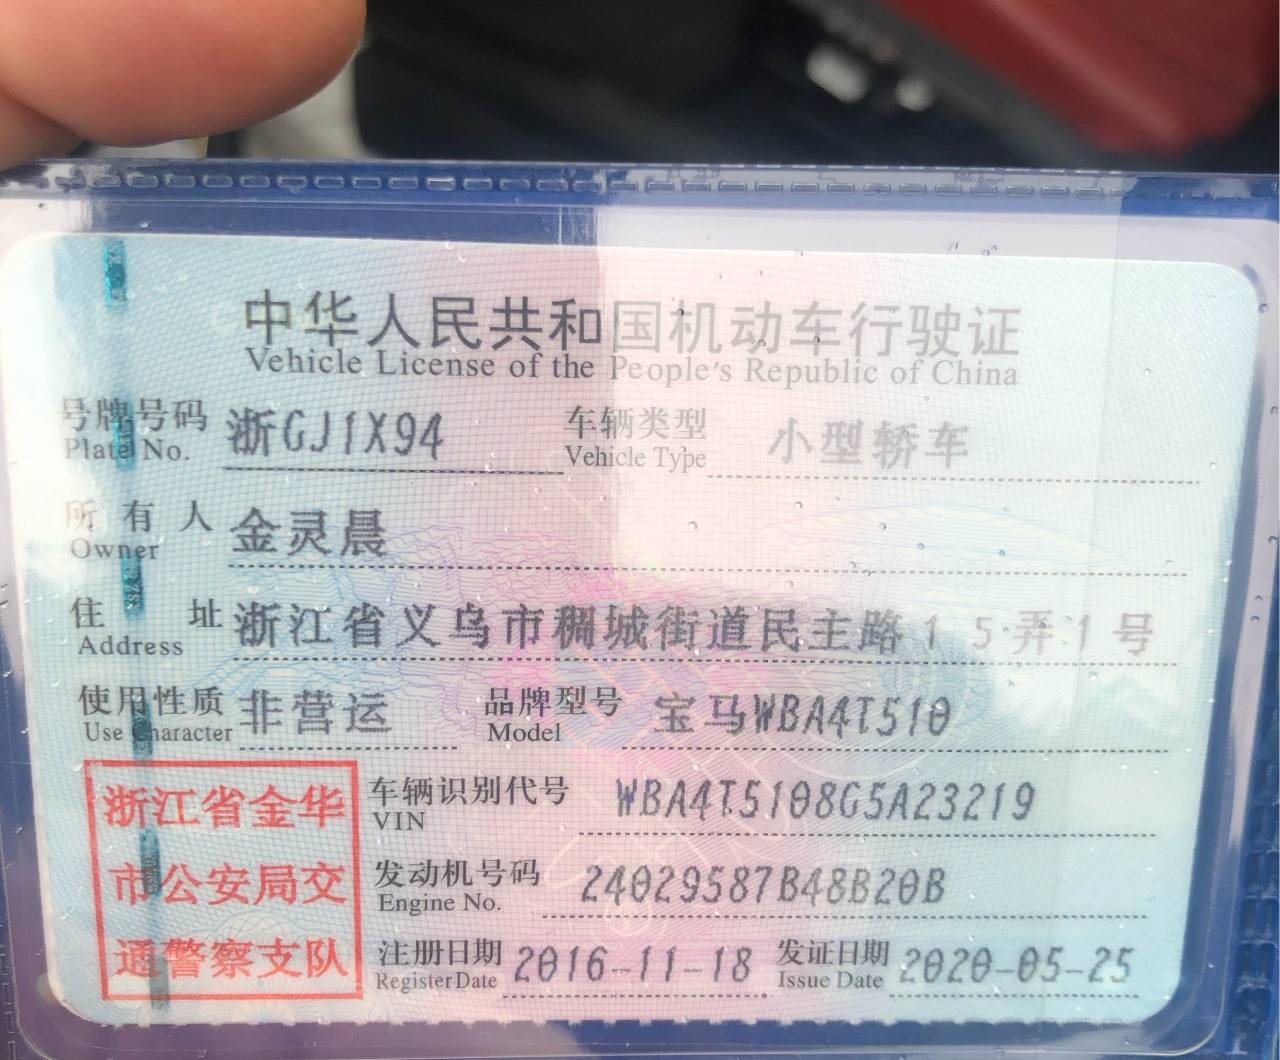 中华人民共和国机动车行驶证
Vehicle License of the People's Republic of China
号牌号码 浙GJ1X94 车辆类型 小型轿车
Plate No. Vehicle Type
所有人 金灵晨
Owner
住址 浙江省义乌市稠城街道民主路15弄1号
Address
使用性质 非营运 品牌型号 宝马WBA4T510
Use Character Model
浙江省金华
市公安局交
通警察支队
车辆识别代号 WBA4T5108G5A23219
VIN
发动机号码 24029587B48B20B
Engine No.
注册日期 2016-11-18 发证日期 2020-05-25
Register Date Issue Date